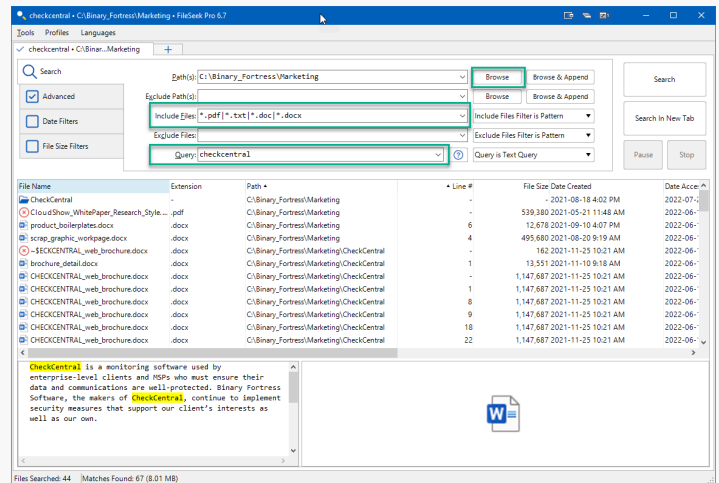 checkcentral • C:\Binary_Fortress\Marketing • FileSeek Pro 6.7
Tools Profiles Languages
checkcentral • C:\Binar...Marketing
Search
Advanced
Date Filters
File Size Filters
Path(s): C:\Binary_Fortress\Marketing Browse Browse & Append
Exclude Path(s): Browse Browse & Append
Include Files: *.pdf|*.txt|*.doc|*.docx Include Files Filter is Pattern
Exclude Files: Exclude Files Filter is Pattern
Query: checkcentral Query is Text Query
Search
Search In New Tab
Pause Stop
File Name Extension Path Line # File Size Date Created Date Acces
CheckCentral - C:\Binary_Fortress\Marketing - - 2021-08-18 4:02 PM 2022-07-2
CloudShow_WhitePaper_Research_Style.... .pdf C:\Binary_Fortress\Marketing - 539,380 2021-05-21 11:48 AM 2022-06-
product_boilerplates.docx .docx C:\Binary_Fortress\Marketing 6 12,678 2021-09-10 4:07 PM 2022-06-
scrap_graphic_workpage.docx .docx C:\Binary_Fortress\Marketing 4 495,680 2021-08-20 9:19 AM 2022-06-
~$ECKCENTRAL_web_brochure.docx .docx C:\Binary_Fortress\Marketing\CheckCentral - 162 2021-11-25 10:21 AM 2022-06-
brochure_detail.docx .docx C:\Binary_Fortress\Marketing\CheckCentral 1 13,551 2021-11-10 9:18 AM 2022-06-
CHECKCENTRAL_web_brochure.docx .docx C:\Binary_Fortress\Marketing\CheckCentral - 1,147,687 2021-11-25 10:21 AM 2022-06-
CHECKCENTRAL_web_brochure.docx .docx C:\Binary_Fortress\Marketing\CheckCentral 1 1,147,687 2021-11-25 10:21 AM 2022-06-
CHECKCENTRAL_web_brochure.docx .docx C:\Binary_Fortress\Marketing\CheckCentral 8 1,147,687 2021-11-25 10:21 AM 2022-06-
CHECKCENTRAL_web_brochure.docx .docx C:\Binary_Fortress\Marketing\CheckCentral 9 1,147,687 2021-11-25 10:21 AM 2022-06-
CHECKCENTRAL_web_brochure.docx .docx C:\Binary_Fortress\Marketing\CheckCentral 18 1,147,687 2021-11-25 10:21 AM 2022-06-
CHECKCENTRAL_web_brochure.docx .docx C:\Binary_Fortress\Marketing\CheckCentral 22 1,147,687 2021-11-25 10:21 AM 2022-06-
CheckCentral is a monitoring software used by
enterprise-level clients and MSPs who must ensure their
data and communications are well-protected. Binary Fortress
Software, the makers of CheckCentral, continue to implement
security measures that support our client's interests as
well as our own.
W
Files Searched: 44 Matches Found: 67 (8.01 MB)